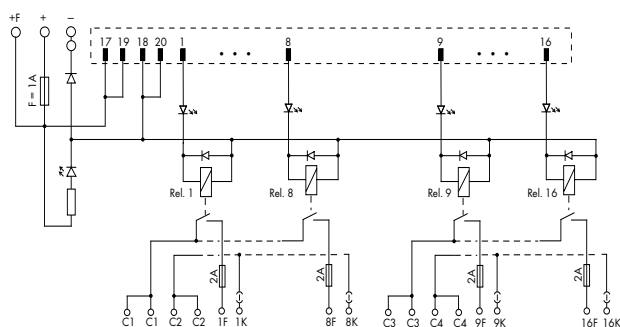 +F + −
17 19 18 20 1 • • • 8 9 • • • 16
F = 1A
Rel. 1 Rel. 8 Rel. 9 Rel. 16
2A 2A 2A 2A
C1 C1 C2 C2 1F 1K 8F 8K C3 C3 C4 C4 9F 9K 16F 16K